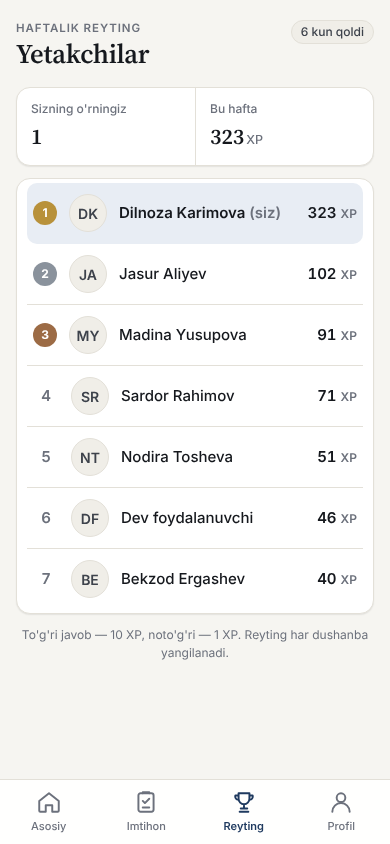 HAFTALIK REYTING
Yetakchilar
6 kun qoldi
Sizning o'rningiz
1
Bu hafta
323 XP
1 DK Dilnoza Karimova (siz) 323 XP
2 JA Jasur Aliyev 102 XP
3 MY Madina Yusupova 91 XP
4 SR Sardor Rahimov 71 XP
5 NT Nodira Tosheva 51 XP
6 DF Dev foydalanuvchi 46 XP
7 BE Bekzod Ergashev 40 XP
To'g'ri javob — 10 XP, noto'g'ri — 1 XP. Reyting har dushanba
yangilanadi.
Asosiy
Imtihon
Reyting
Profil